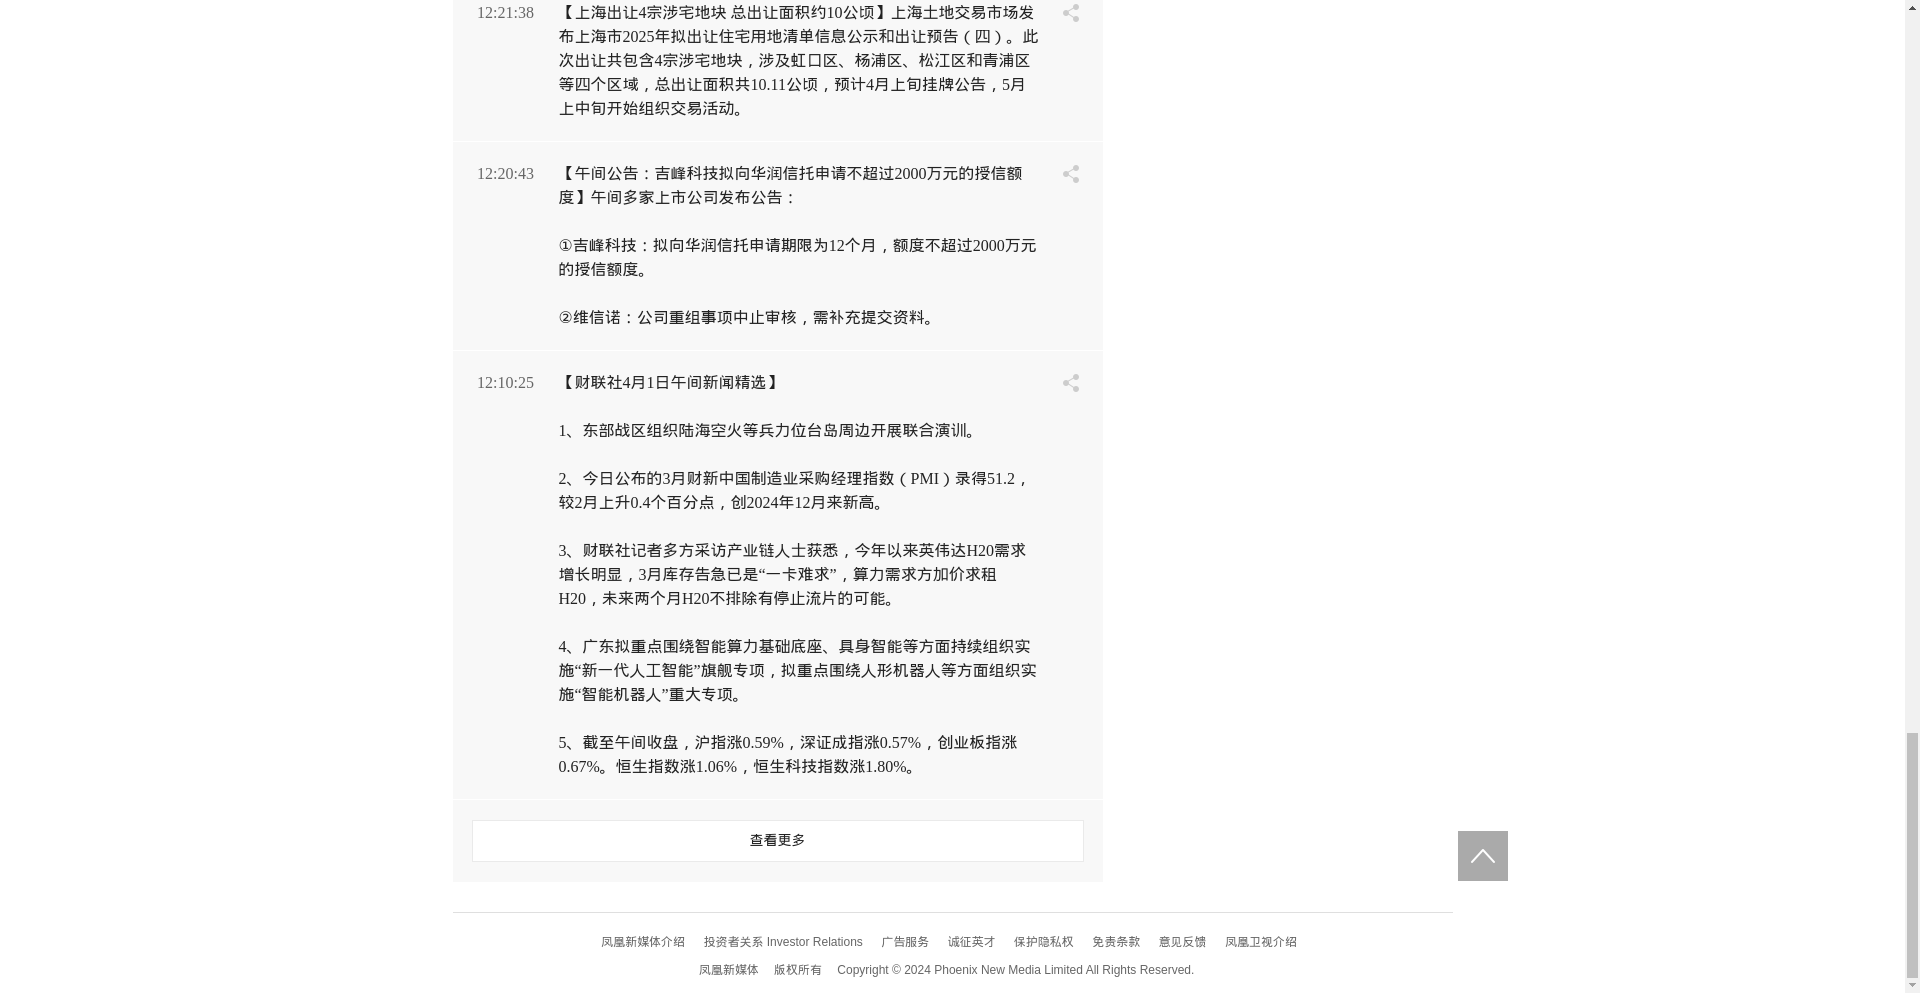 12:21:38
【上海出让4宗涉宅地块 总出让面积约10公顷】上海土地交易市场发
布上海市2025年拟出让住宅用地清单信息公示和出让预告（四）。此
次出让共包含4宗涉宅地块，涉及虹口区、杨浦区、松江区和青浦区
等四个区域，总出让面积共10.11公顷，预计4月上旬挂牌公告，5月
上中旬开始组织交易活动。
12:20:43
【午间公告：吉峰科技拟向华润信托申请不超过2000万元的授信额
度】午间多家上市公司发布公告：
①吉峰科技：拟向华润信托申请期限为12个月，额度不超过2000万元
的授信额度。
②维信诺：公司重组事项中止审核，需补充提交资料。
12:10:25
【财联社4月1日午间新闻精选】
1、东部战区组织陆海空火等兵力位台岛周边开展联合演训。
2、今日公布的3月财新中国制造业采购经理指数（PMI）录得51.2，
较2月上升0.4个百分点，创2024年12月来新高。
3、财联社记者多方采访产业链人士获悉，今年以来英伟达H20需求
增长明显，3月库存告急已是“一卡难求”，算力需求方加价求租
H20，未来两个月H20不排除有停止流片的可能。
4、广东拟重点围绕智能算力基础底座、具身智能等方面持续组织实
施“新一代人工智能”旗舰专项，拟重点围绕人形机器人等方面组织实
施“智能机器人”重大专项。
5、截至午间收盘，沪指涨0.59%，深证成指涨0.57%，创业板指涨
0.67%。恒生指数涨1.06%，恒生科技指数涨1.80%。
查看更多
凤凰新媒体介绍 投资者关系 Investor Relations 广告服务 诚征英才 保护隐私权 免责条款 意见反馈 凤凰卫视介绍
凤凰新媒体 版权所有 Copyright © 2024 Phoenix New Media Limited All Rights Reserved.